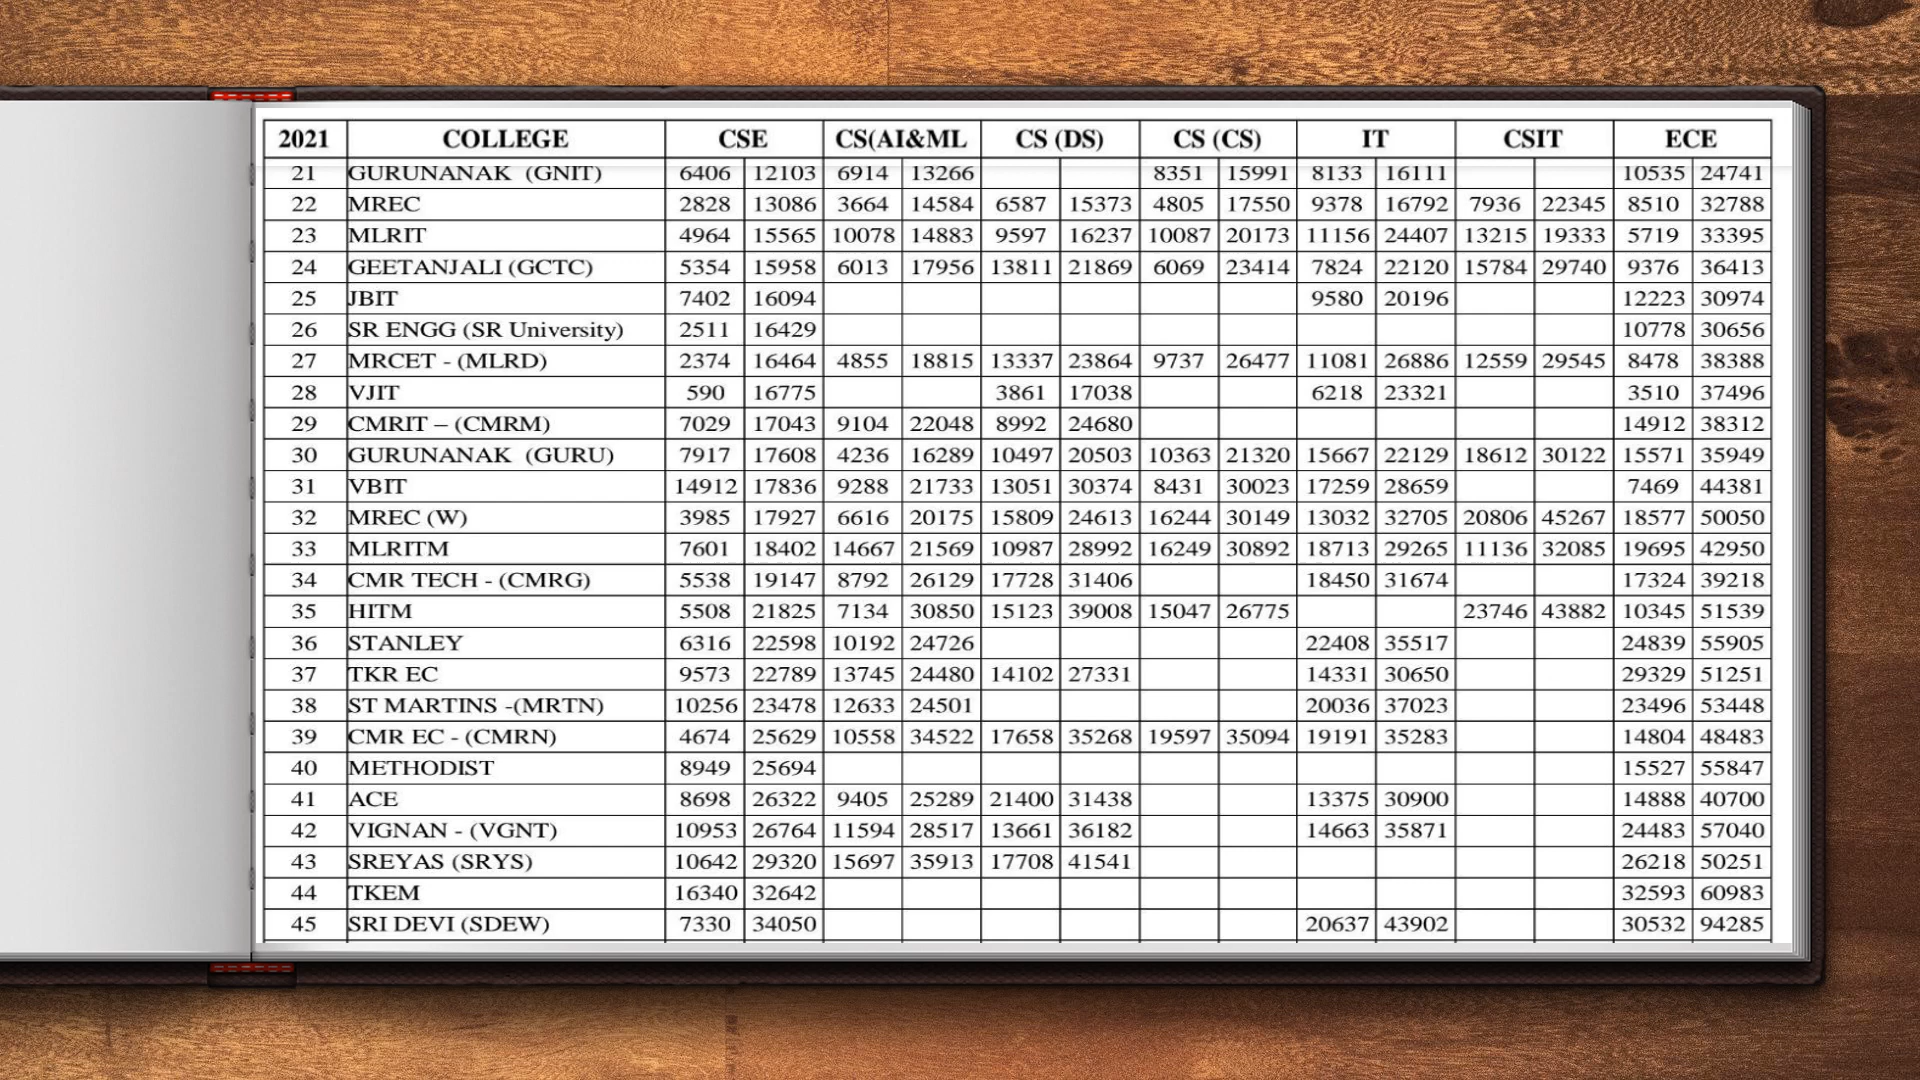 2021 COLLEGE CSE CS(AI&ML CS (DS) CS (CS) IT CSIT ECE
21 GURUNANAK (GNIT) 6406 12103 6914 13266 8351 15991 8133 16111 10535 24741
22 MREC 2828 13086 3664 14584 6587 15373 4805 17550 9378 16792 7936 22345 8510 32788
23 MLRIT 4964 15565 10078 14883 9597 16237 10087 20173 11156 24407 13215 19333 5719 33395
24 GEETANJALI (GCTC) 5354 15958 6013 17956 13811 21869 6069 23414 7824 22120 15784 29740 9376 36413
25 JBIT 7402 16094 9580 20196 12223 30974
26 SR ENGG (SR University) 2511 16429 10778 30656
27 MRCET - (MLRD) 2374 16464 4855 18815 13337 23864 9737 26477 11081 26886 12559 29545 8478 38388
28 VJIT 590 16775 3861 17038 6218 23321 3510 37496
29 CMRIT – (CMRM) 7029 17043 9104 22048 8992 24680 14912 38312
30 GURUNANAK (GURU) 7917 17608 4236 16289 10497 20503 10363 21320 15667 22129 18612 30122 15571 35949
31 VBIT 14912 17836 9288 21733 13051 30374 8431 30023 17259 28659 7469 44381
32 MREC (W) 3985 17927 6616 20175 15809 24613 16244 30149 13032 32705 20806 45267 18577 50050
33 MLRITM 7601 18402 14667 21569 10987 28992 16249 30892 18713 29265 11136 32085 19695 42950
34 CMR TECH - (CMRG) 5538 19147 8792 26129 17728 31406 18450 31674 17324 39218
35 HITM 5508 21825 7134 30850 15123 39008 15047 26775 23746 43882 10345 51539
36 STANLEY 6316 22598 10192 24726 22408 35517 24839 55905
37 TKR EC 9573 22789 13745 24480 14102 27331 14331 30650 29329 51251
38 ST MARTINS -(MRTN) 10256 23478 12633 24501 20036 37023 23496 53448
39 CMR EC - (CMRN) 4674 25629 10558 34522 17658 35268 19597 35094 19191 35283 14804 48483
40 METHODIST 8949 25694 15527 55847
41 ACE 8698 26322 9405 25289 21400 31438 13375 30900 14888 40700
42 VIGNAN - (VGNT) 10953 26764 11594 28517 13661 36182 14663 35871 24483 57040
43 SREYAS (SRYS) 10642 29320 15697 35913 17708 41541 26218 50251
44 TKEM 16340 32642 32593 60983
45 SRI DEVI (SDEW) 7330 34050 20637 43902 30532 94285